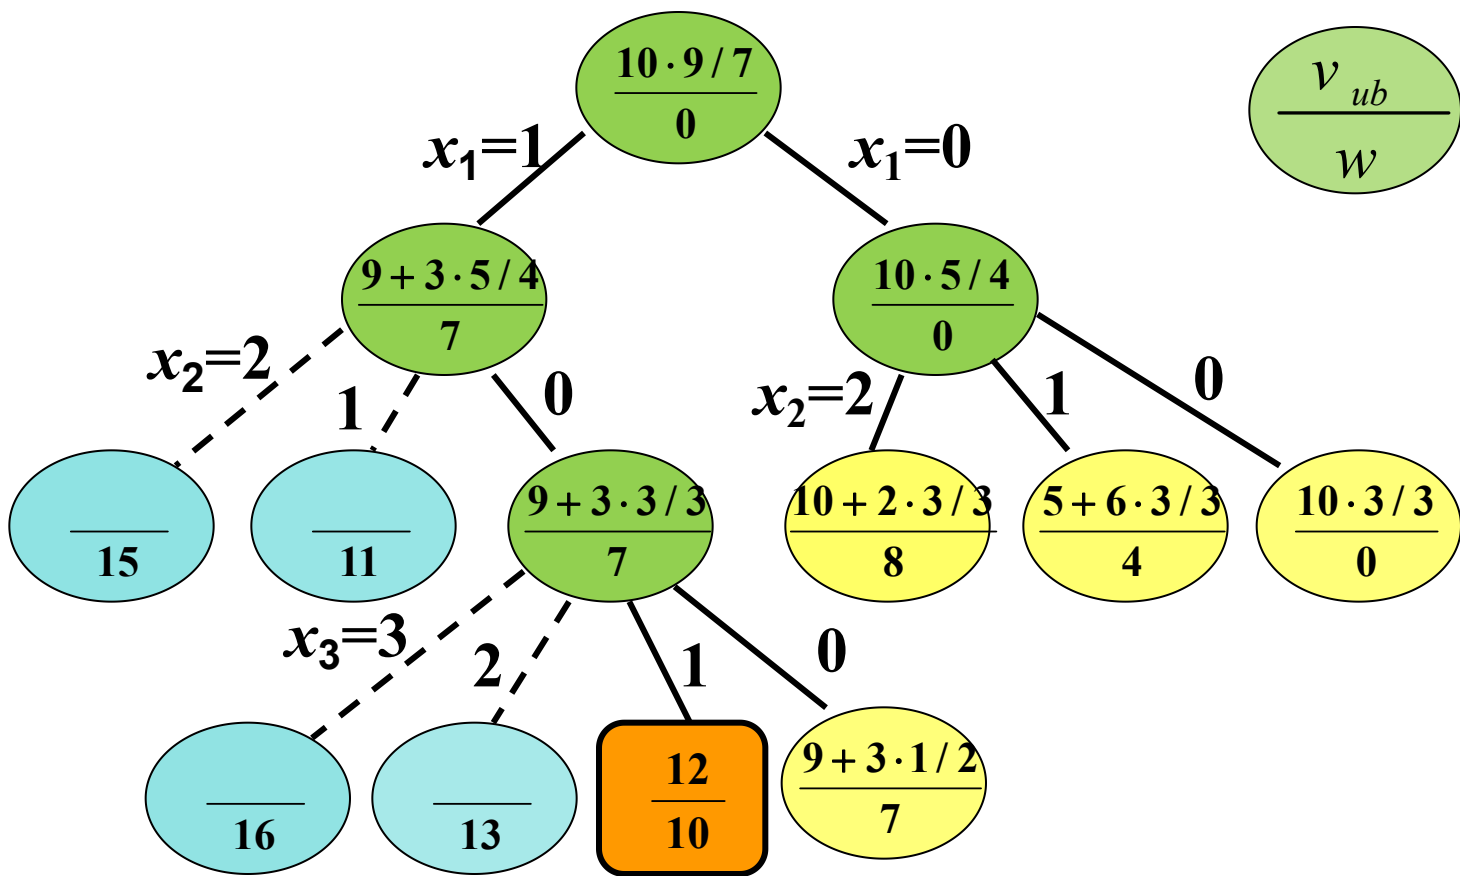 10 · 9 / 7
0
v ub
w
x1=1
x1=0
9 + 3 · 5 / 4
7
10 · 5 / 4
0
x2=2
1
0
x2=2
1
0
15
11
9 + 3 · 3 / 3
7
10 + 2 · 3 / 3
8
5 + 6 · 3 / 3
4
10 · 3 / 3
0
x3=3
2
1
0
16
13
12
10
9 + 3 · 1 / 2
7